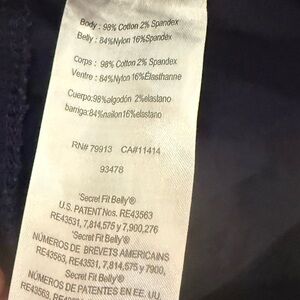 Body : 98% Cotton 2% Spandex
Belly : 84%Nylon 16%Spandex
Corps : 98% Cotton 2% Spandex
Ventre : 84%Nylon 16%Élasthanne
Cuerpo:98%algodón 2%elastano
barriga:84%nailon16%elastano
RN# 79913 CA#11414
93478
'Secret Fit Belly'®
U.S. PATENT Nos. RE43563
RE43531, 7,814,575 y 7,900,276
'Secret Fit Belly'®
NÚMEROS DE BREVETS AMERICAINS
RE43563, RE43531, 7,814,575 y 7900,
Secret Fit Belly®
NÚMEROS DE PATENTES EN EE. UU.